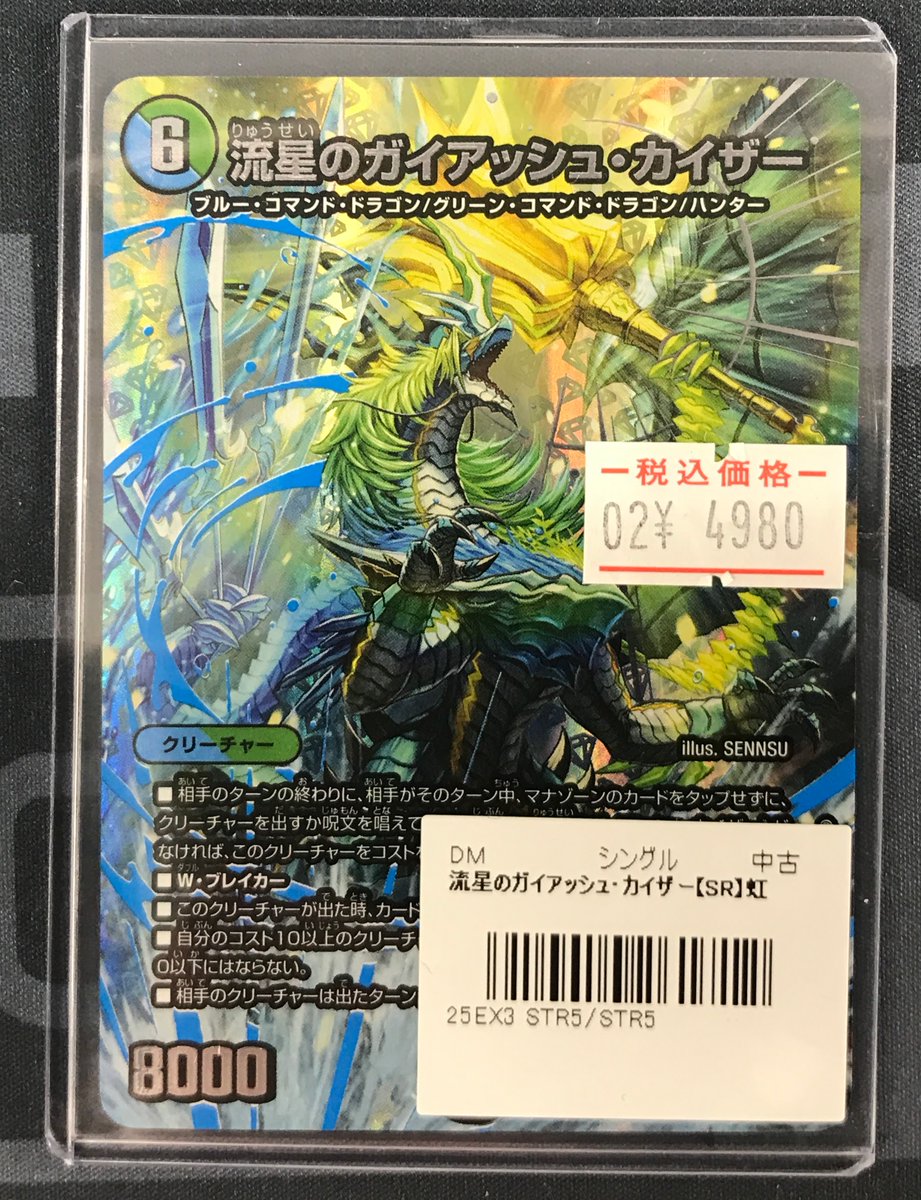 6
りゅうせい
流星のガイアッシュ・カイザー
ブルー・コマンド・ドラゴン/グリーン・コマンド・ドラゴン/ハンター
一税込価格一
02¥ 4980
クリーチャー
illus. SENNSU
■相手のターンの終わりに、相手がそのターン中、マナゾーンのカードをタップせずに、
クリーチャーを出すか呪文を唱えて
なければ、このクリーチャーをコスト
■W・ブレイカー
■このクリーチャーが出た時、カード
■自分のコスト10以上のクリーチ
0以下にはならない。
■相手のクリーチャーは出たターン
8000
DM シングル 中古
流星のガイアッシュ・カイザー【SR】虹
25EX3 STR5/STR5